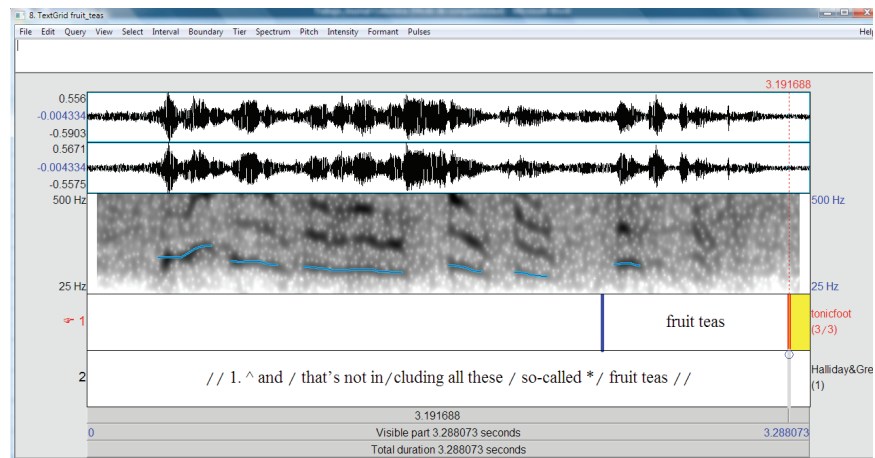 8. TextGrid fruit_teas
File Edit Query View Select Interval Boundary Tier Spectrum Pitch Intensity Formant Pulses Help
3.191688
0.556
-0.004334
-0.5903
0.5671
-0.004334
-0.5575
500 Hz 500 Hz
25 Hz 25 Hz
1 fruit teas tonicfoot
(3/3)
2 // 1. ^ and / that's not in/cluding all these / so-called */ fruit teas // Halliday&Gre
(1)
3.191688
0 Visible part 3.288073 seconds 3.288073
Total duration 3.288073 seconds